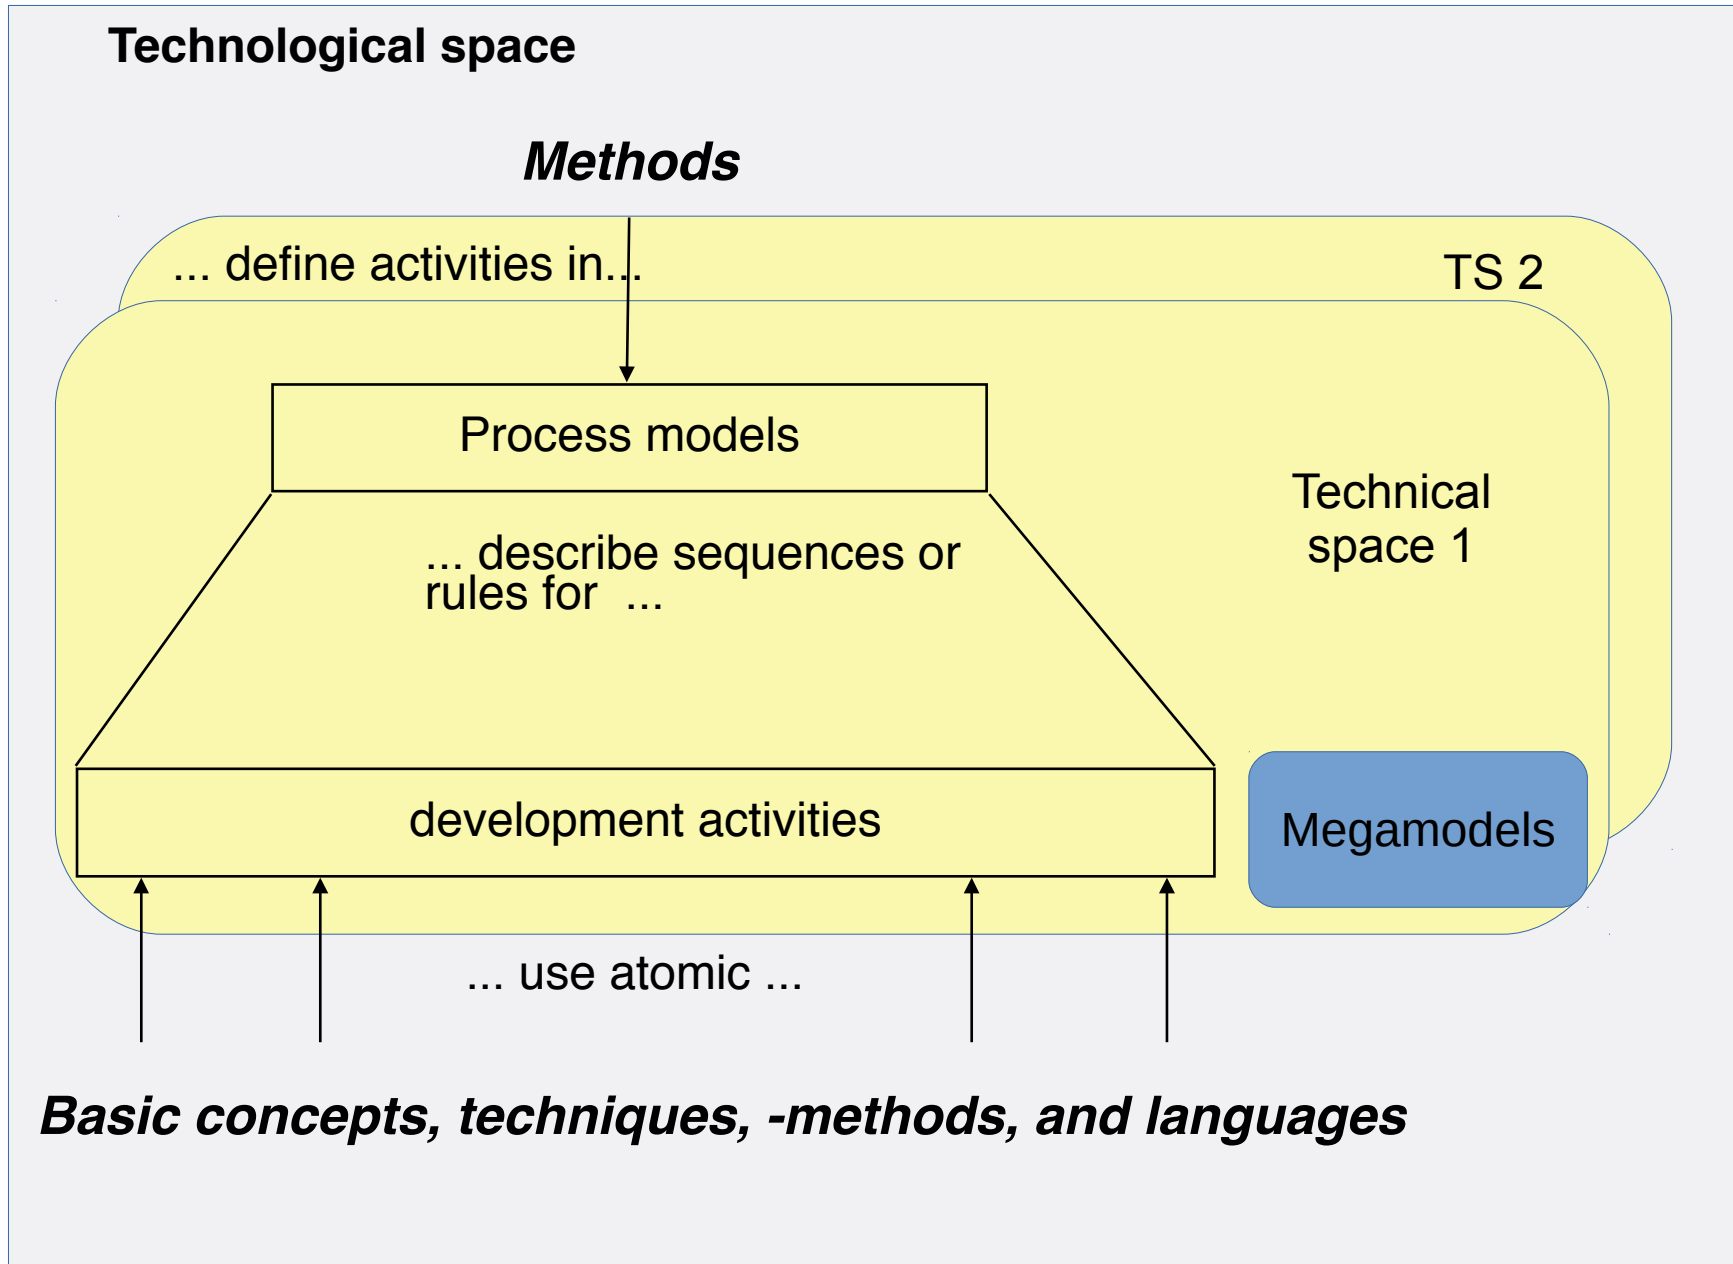 Technological space
Methods
... define activities in...
TS 2
Process models
Technical
space 1
... describe sequences or
rules for  ...
development activities
Megamodels
... use atomic ...
Basic concepts, techniques, -methods, and languages